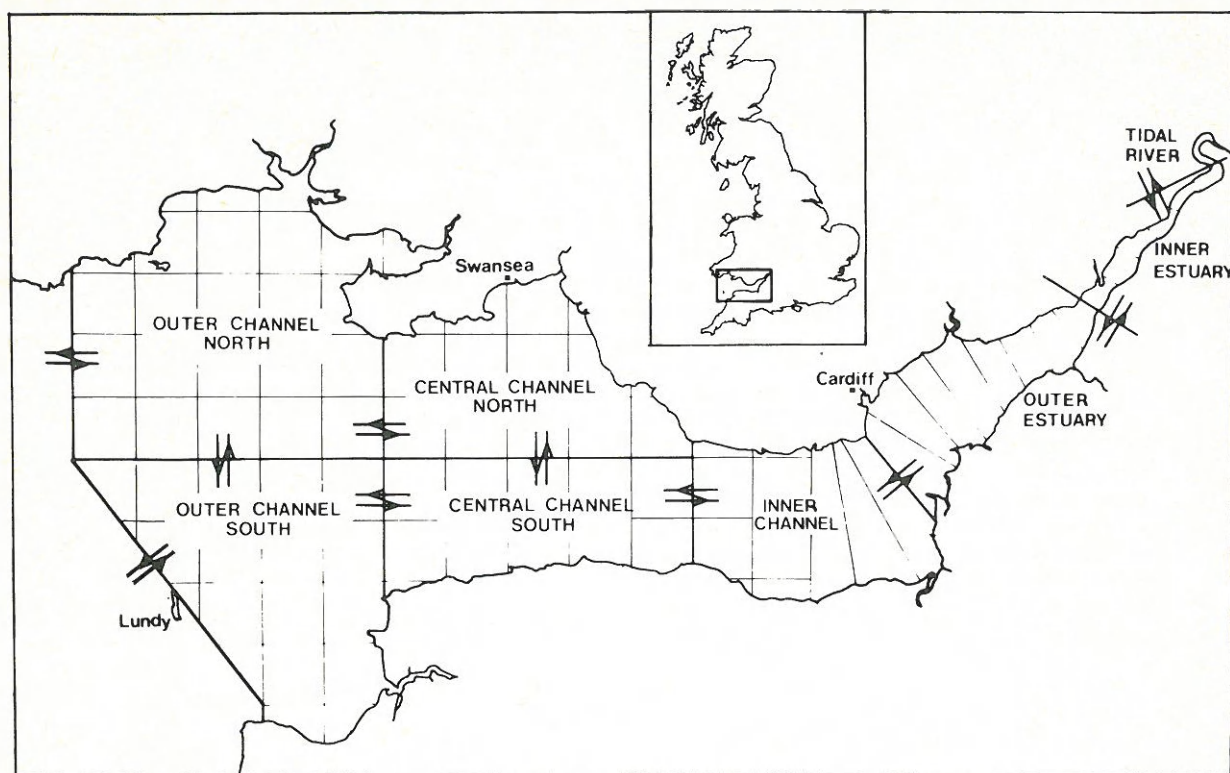 TIDAL
RIVER
INNER
ESTUARY
Swansea
OUTER CHANNEL
NORTH
CENTRAL CHANNEL
NORTH
Cardiff
OUTER
ESTUARY
OUTER CHANNEL
SOUTH
CENTRAL CHANNEL
SOUTH
INNER
CHANNEL
Lundy